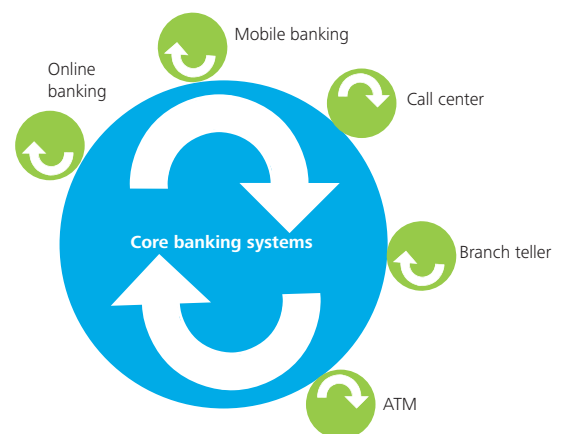 Mobile banking
Online
banking
Call center
Core banking systems
Branch teller
ATM